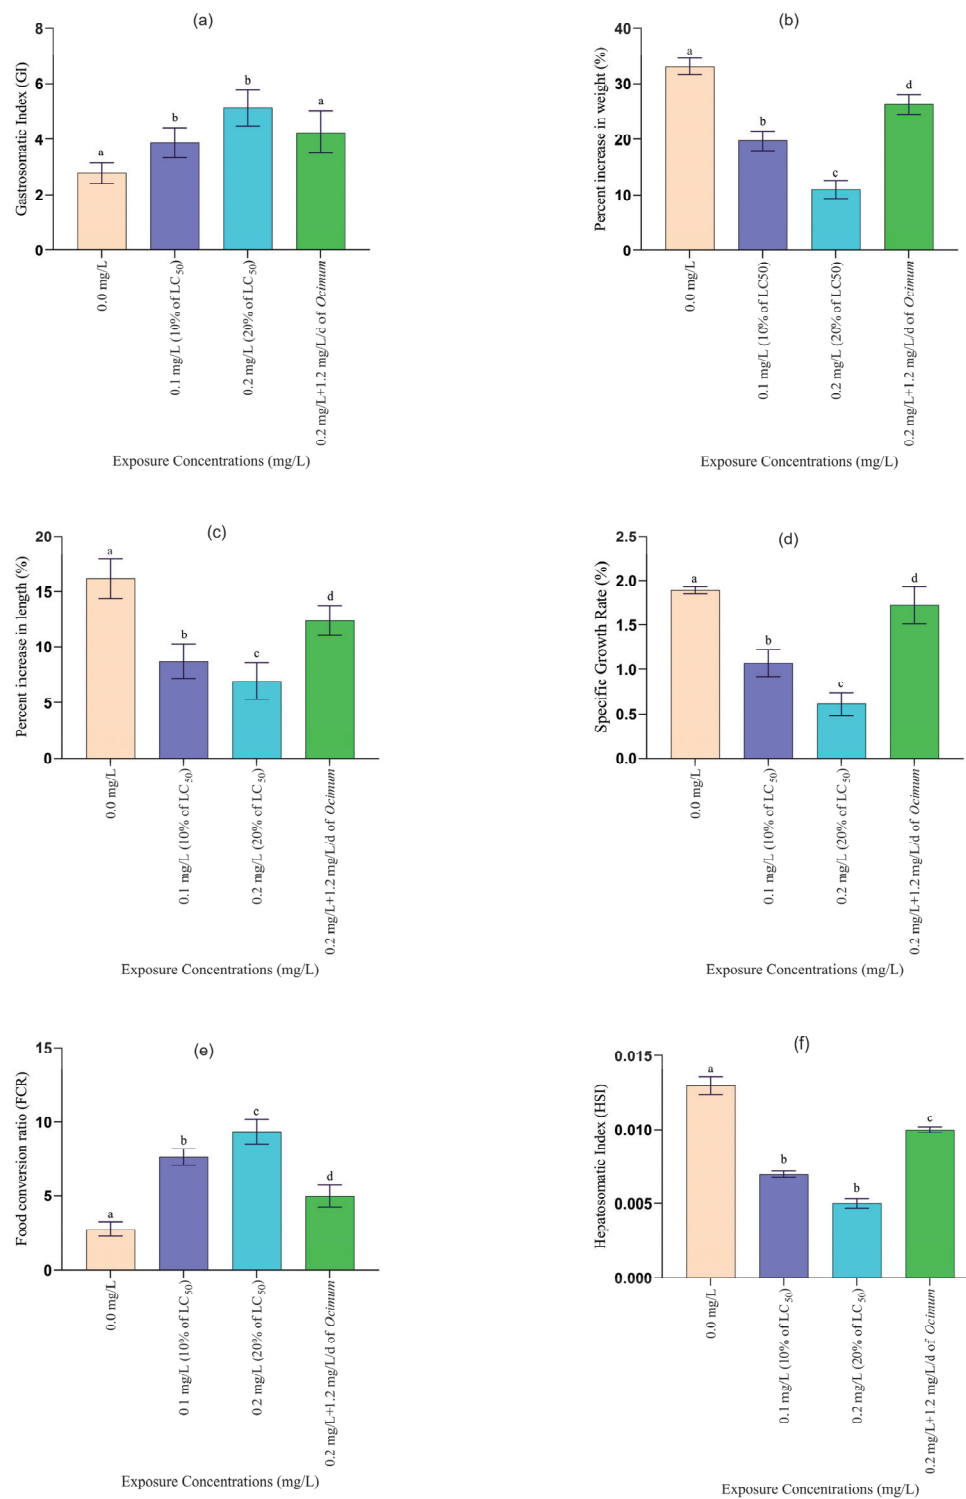 (a)
Gastrosomatic Index (GI)
8
6
4
2
0
a
b
b
a
0.0 mg/L
0.1 mg/L (10% of LC50)
0.2 mg/L (20% of LC50)
0.2 mg/L+1.2 mg/L/d of Ocimum
Exposure Concentrations (mg/L)
(b)
Percent increase in weight (%)
40
30
20
10
0
a
b
c
d
0.0 mg/L
0.1 mg/L (10% of LC50)
0.2 mg/L (20% of LC50)
0.2 mg/L+1.2 mg/L/d of Ocimum
Exposure Concentrations (mg/L)
(c)
Percent increase in length (%)
20
15
10
5
0
a
b
c
d
0.0 mg/L
0.1 mg/L (10% of LC50)
0.2 mg/L (20% of LC50)
0.2 mg/L+1.2 mg/L/d of Ocimum
Exposure Concentrations (mg/L)
(d)
Specific Growth Rate (%)
2.5
2.0
1.5
1.0
0.5
0.0
a
b
c
d
0.0 mg/L
0.1 mg/L (10% of LC50)
0.2 mg/L (20% of LC50)
0.2 mg/L+1.2 mg/L/d of Ocimum
Exposure Concentrations (mg/L)
(e)
Food conversion ratio (FCR)
15
10
5
0
a
b
c
d
0.0 mg/L
0.1 mg/L (10% of LC50)
0.2 mg/L (20% of LC50)
0.2 mg/L+1.2 mg/L/d of Ocimum
Exposure Concentrations (mg/L)
(f)
Hepatosomatic Index (HSI)
0.015
0.010
0.005
0.000
a
b
b
c
0.0 mg/L
0.1 mg/L (10% of LC50)
0.2 mg/L (20% of LC50)
0.2 mg/L+1.2 mg/L/d of Ocimum
Exposure Concentrations (mg/L)